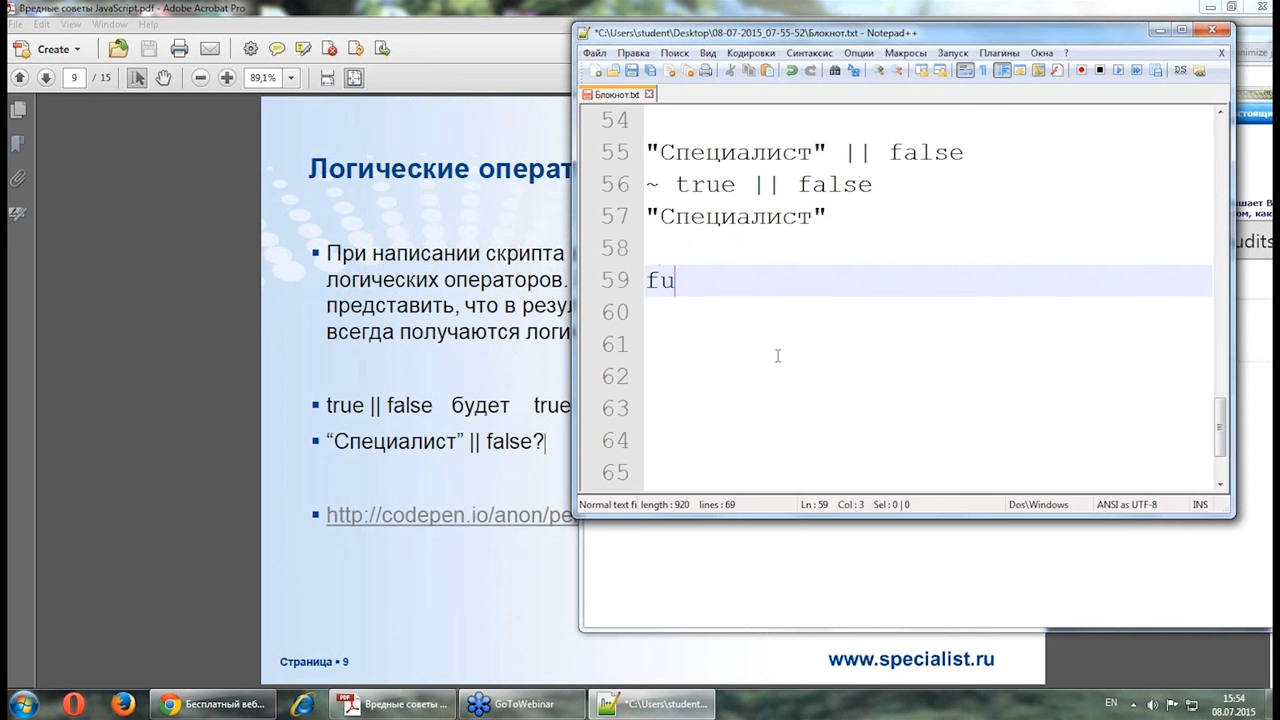 Вредные советы JavaScript.pdf - Adobe Acrobat Pro
File Edit View Window Help
Create
9 / 15
89,1%
Логические операт
При написании скрипта
логических операторов.
представить, что в резул
всегда получаются логи
true || false будет true
“Специалист” || false?
http://codepen.io/anon/pe
Страница ▪ 9
www.specialist.ru
*C:\Users\student\Desktop\08-07-2015_07-55-52\Блокнот.txt - Notepad++
Файл Правка Поиск Вид Кодировки Синтаксис Опции Макросы Запуск Плагины Окна ? X
Блокнот.txt
54
55 "Специалист" || false
56 ~ true || false
57 "Специалист"
58
59 fu
60
61
62
63
64
65
Normal text fi length : 920 lines : 69 Ln : 59 Col : 3 Sel : 0 | 0 Dos\Windows ANSI as UTF-8 INS
udits
Бесплатный веб...
Вредные советы ...
GoToWebinar
*C:\Users\student...
EN
15:54
08.07.2015